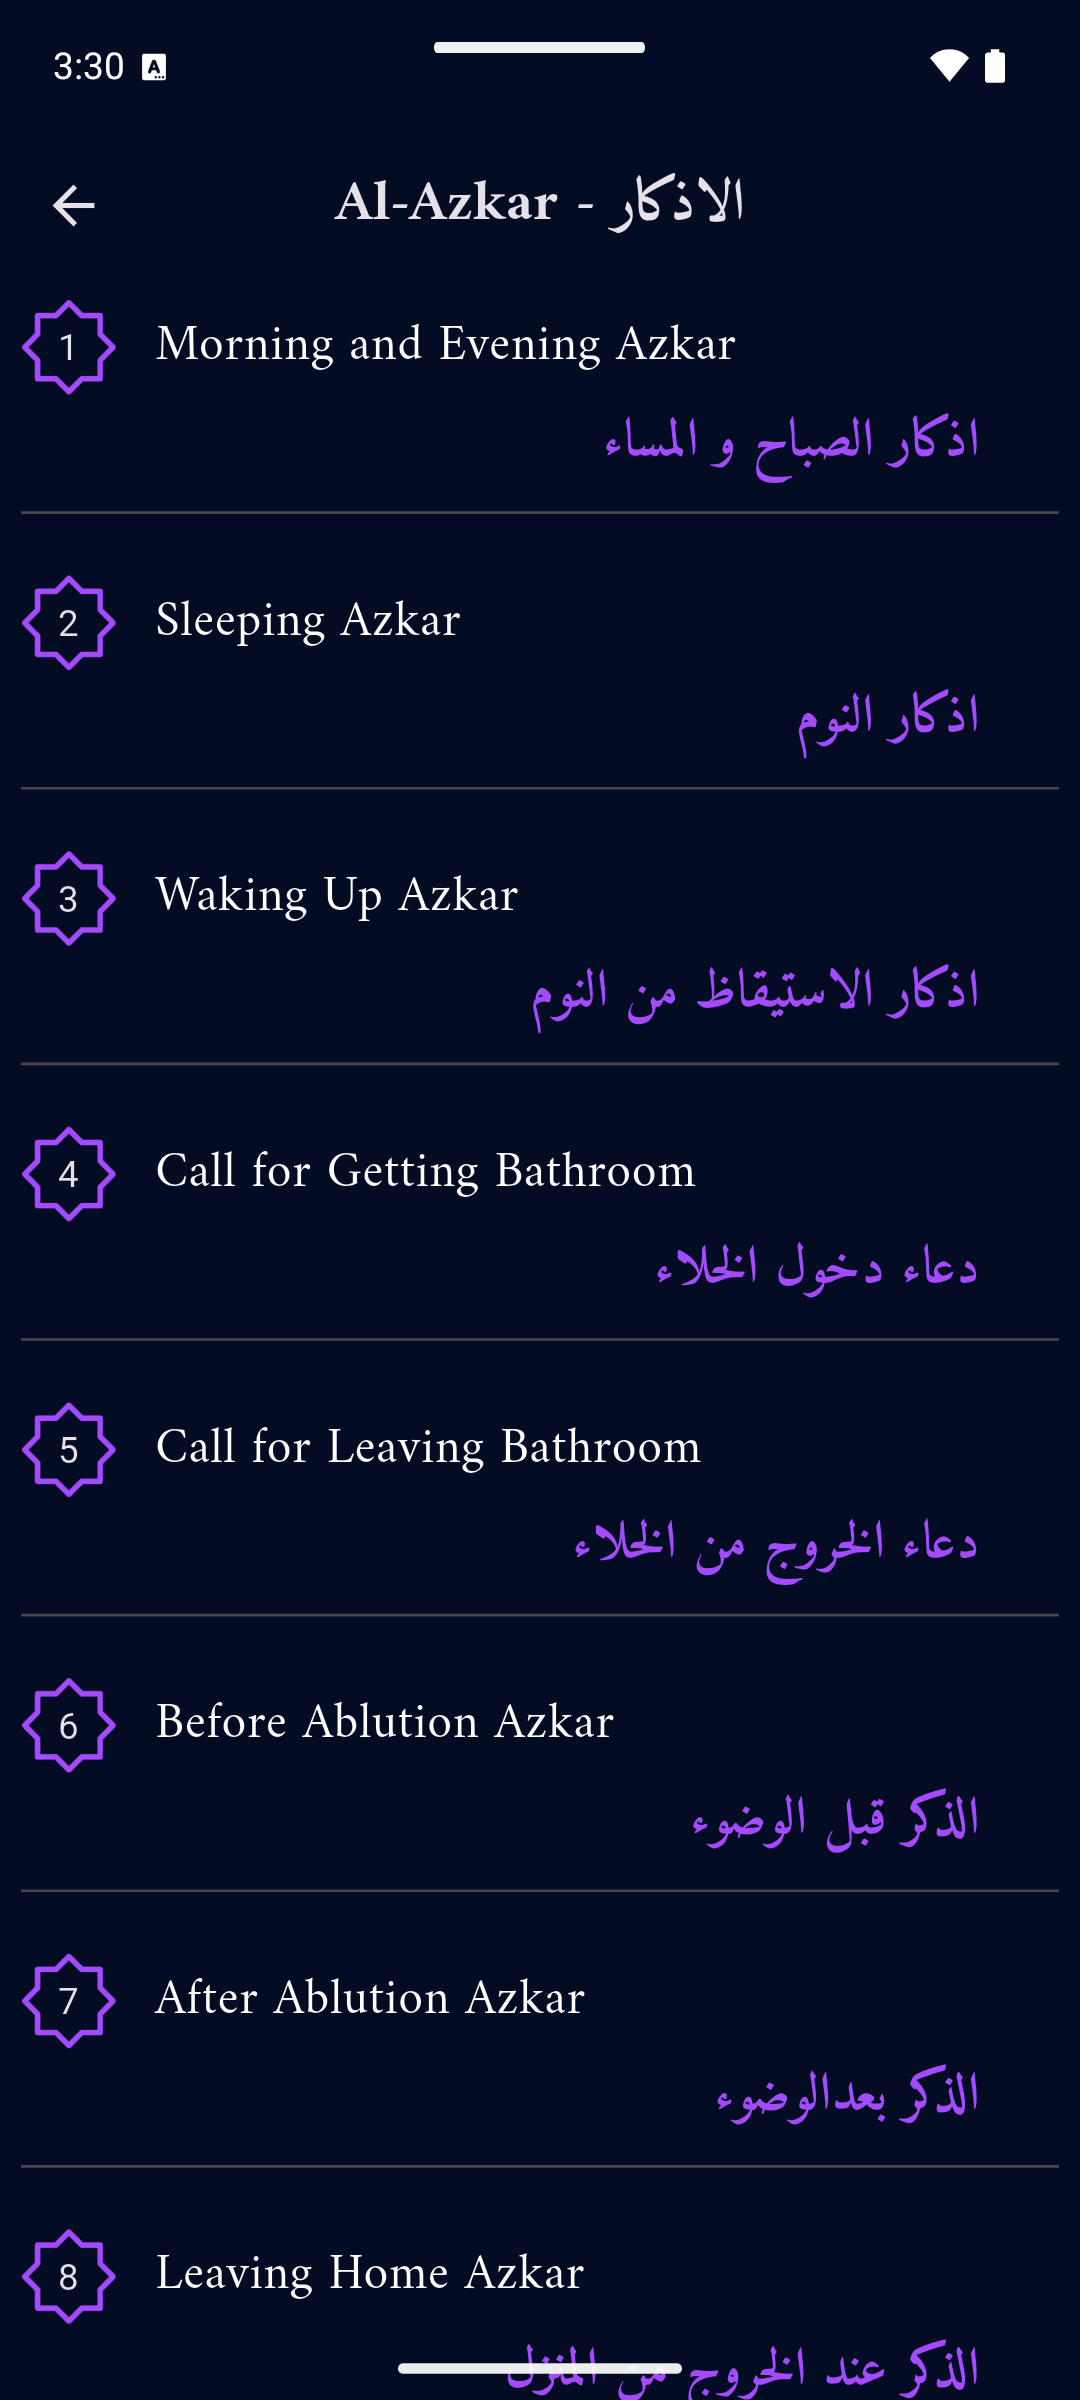 3:30
Al-Azkar - الاذكار
1 Morning and Evening Azkar
اذكار الصباح و المساء
2 Sleeping Azkar
اذكار النوم
3 Waking Up Azkar
اذكار الاستيقاظ من النوم
4 Call for Getting Bathroom
دعاء دخول الخلاء
5 Call for Leaving Bathroom
دعاء الخروج من الخلاء
6 Before Ablution Azkar
الذكر قبل الوضوء
7 After Ablution Azkar
الذكر بعدالوضوء
8 Leaving Home Azkar
الذكر عند الخروج من المنزل